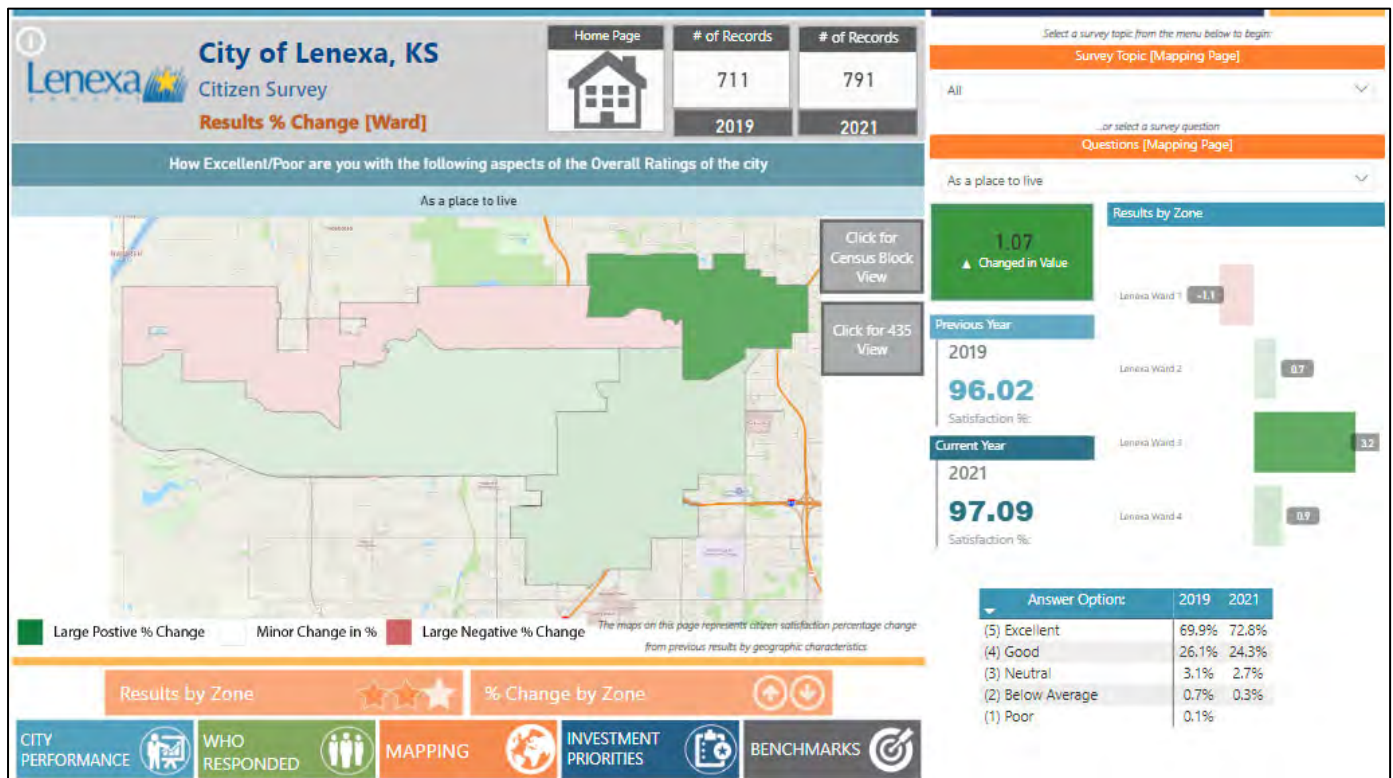 Lenexa
City of Lenexa, KS
Citizen Survey
Results % Change [Ward]
Home Page
# of Records
711
2019
# of Records
791
2021
How Excellent/Poor are you with the following aspects of the Overall Ratings of the city
As a place to live
Click for
Census Block
View
Click for 435
View
Large Postive % Change
Minor Change in %
Large Negative % Change
The maps on this page represents citizen satisfaction percentage change
from previous results by geographic characteristics
Results by Zone
% Change by Zone
CITY
PERFORMANCE
WHO
RESPONDED
MAPPING
INVESTMENT
PRIORITIES
BENCHMARKS
Select a survey topic from the menu below to begin:
Survey Topic [Mapping Page]
All
...or select a survey question
Questions [Mapping Page]
As a place to live
1.07
▲ Changed in Value
Previous Year
2019
96.02
Satisfaction %:
Current Year
2021
97.09
Satisfaction %:
Results by Zone
Lenexa Ward 1 -1.1
Lenexa Ward 2 0.7
Lenexa Ward 3 3.2
Lenexa Ward 4 0.9
Answer Option: 2019 2021
(5) Excellent 69.9% 72.8%
(4) Good 26.1% 24.3%
(3) Neutral 3.1% 2.7%
(2) Below Average 0.7% 0.3%
(1) Poor 0.1%